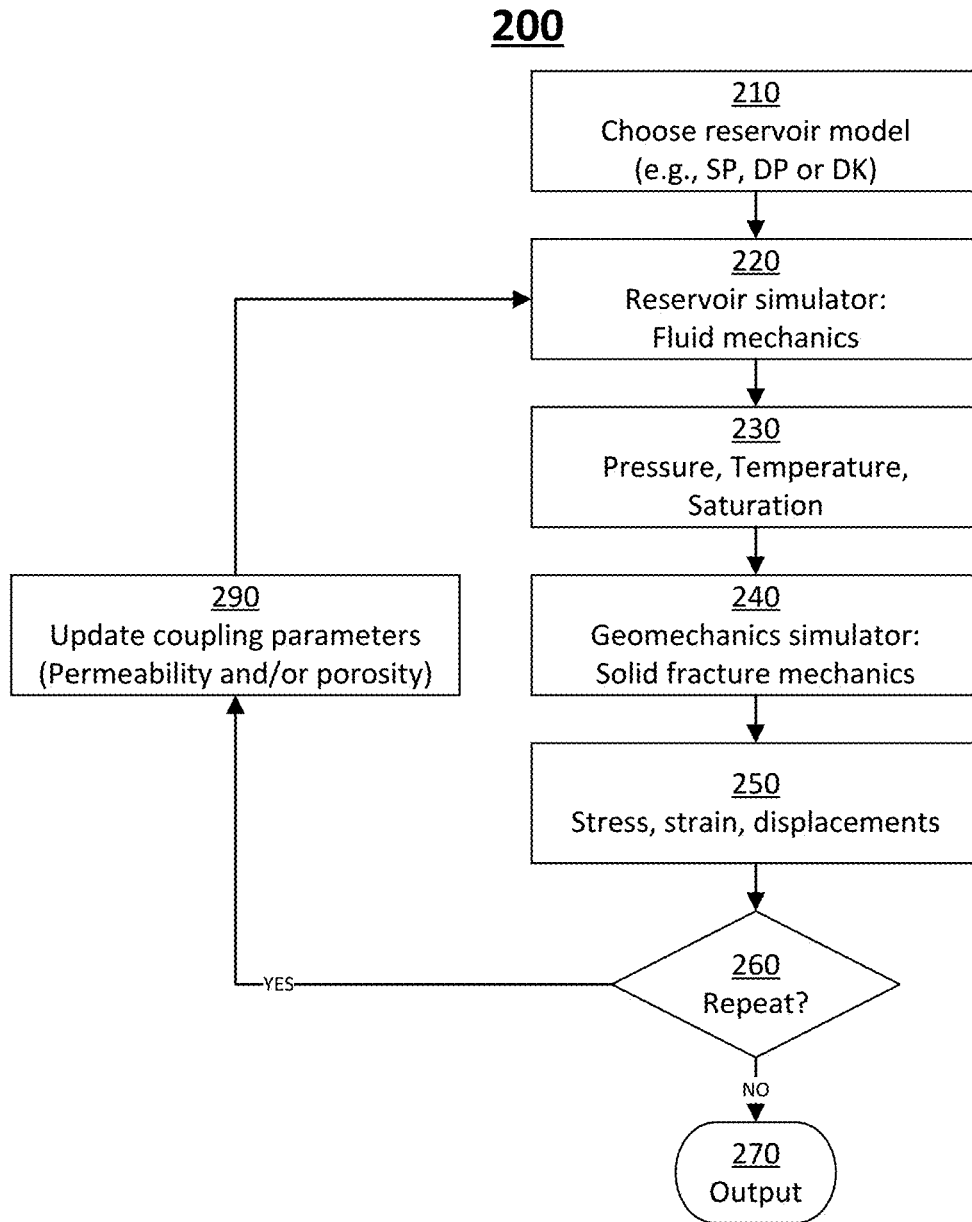 200
210
Choose reservoir model
(e.g., SP, DP or DK)
220
Reservoir simulator:
Fluid mechanics
230
Pressure, Temperature,
Saturation
290
Update coupling parameters
(Permeability and/or porosity)
240
Geomechanics simulator:
Solid fracture mechanics
250
Stress, strain, displacements
260
Repeat?
YES
NO
270
Output